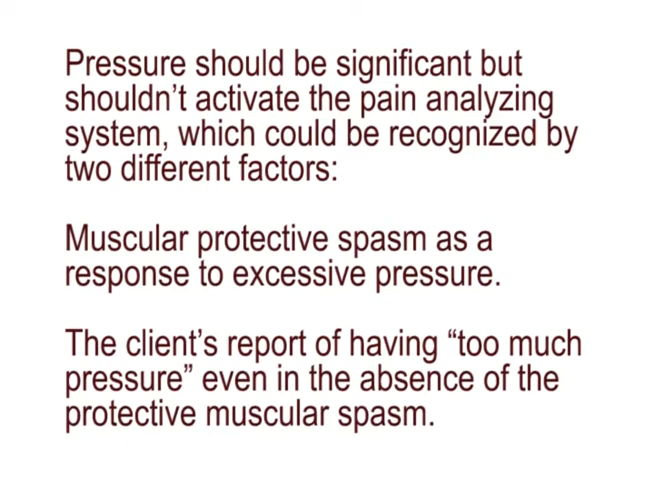 Pressure should be significant but
shouldn’t activate the pain analyzing
system, which could be recognized by
two different factors:
Muscular protective spasm as a
response to excessive pressure.
The client’s report of having “too much
pressure” even in the absence of the
protective muscular spasm.